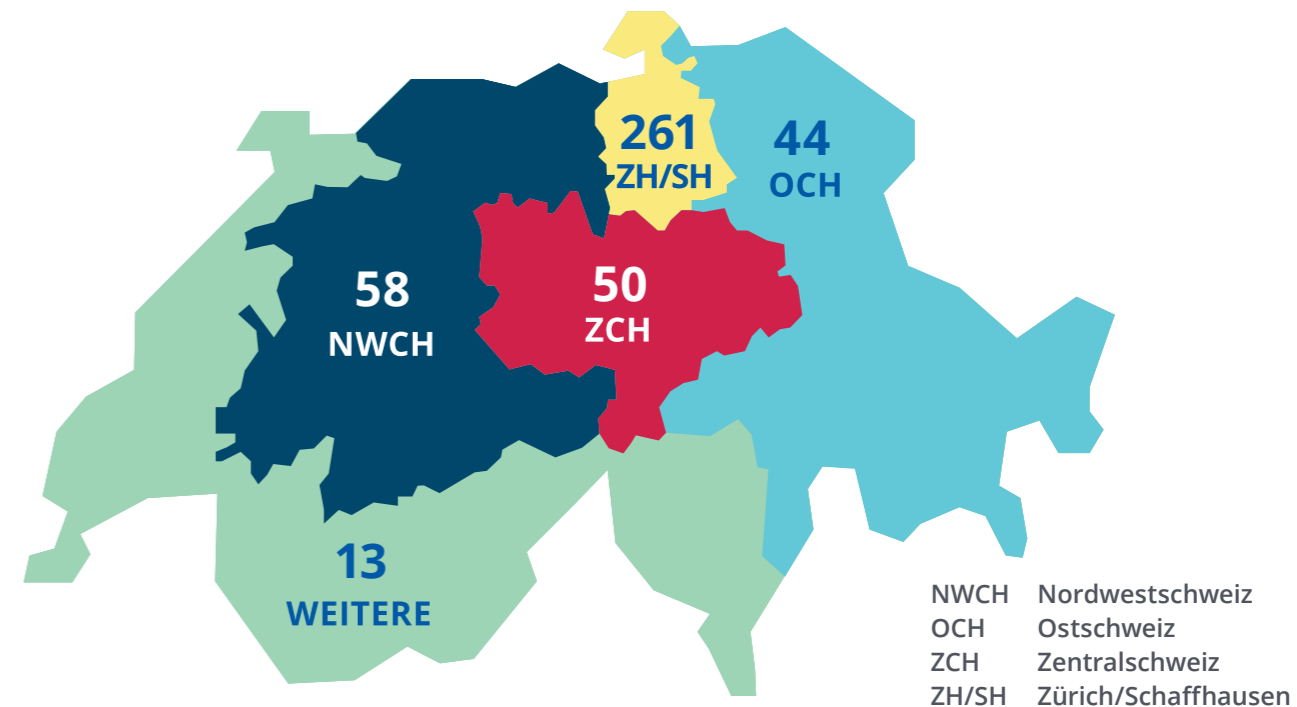 261
ZH/SH
44
OCH
58
NWCH
50
ZCH
13
WEITERE
NWCH Nordwestschweiz
OCH Ostschweiz
ZCH Zentralschweiz
ZH/SH Zürich/Schaffhausen